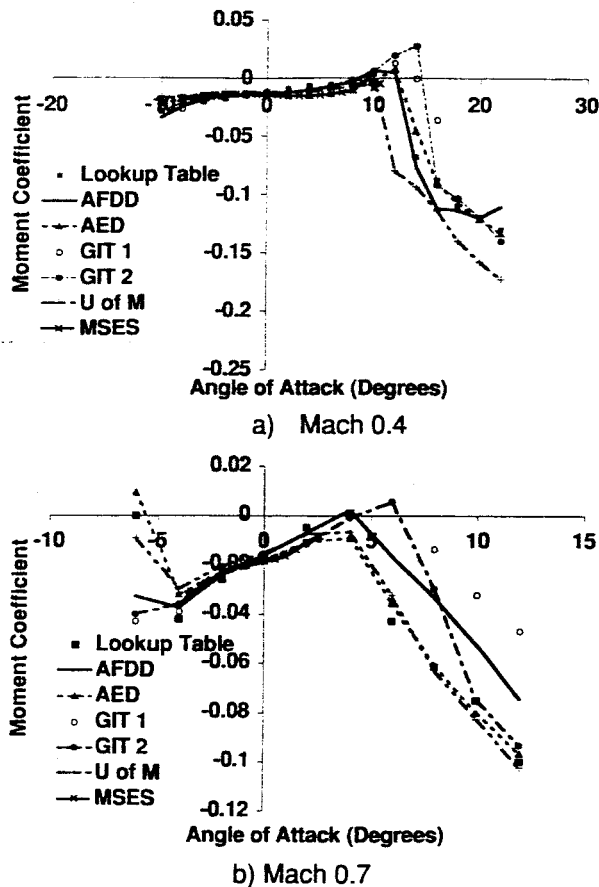 0.05
0
-10
0
10
20
30
-0.05
-0.1
-0.15
-0.2
-0.25
Moment Coefficient
Lookup Table
AFDD
AED
GIT 1
GIT 2
U of M
MSES
Angle of Attack (Degrees)
a) Mach 0.4
0.02
0
-10
-5
0
5
10
15
-0.04
-0.06
-0.08
-0.1
-0.12
Moment Coefficient
Lookup Table
AFDD
AED
GIT 1
GIT 2
U of M
MSES
Angle of Attack (Degrees)
b) Mach 0.7